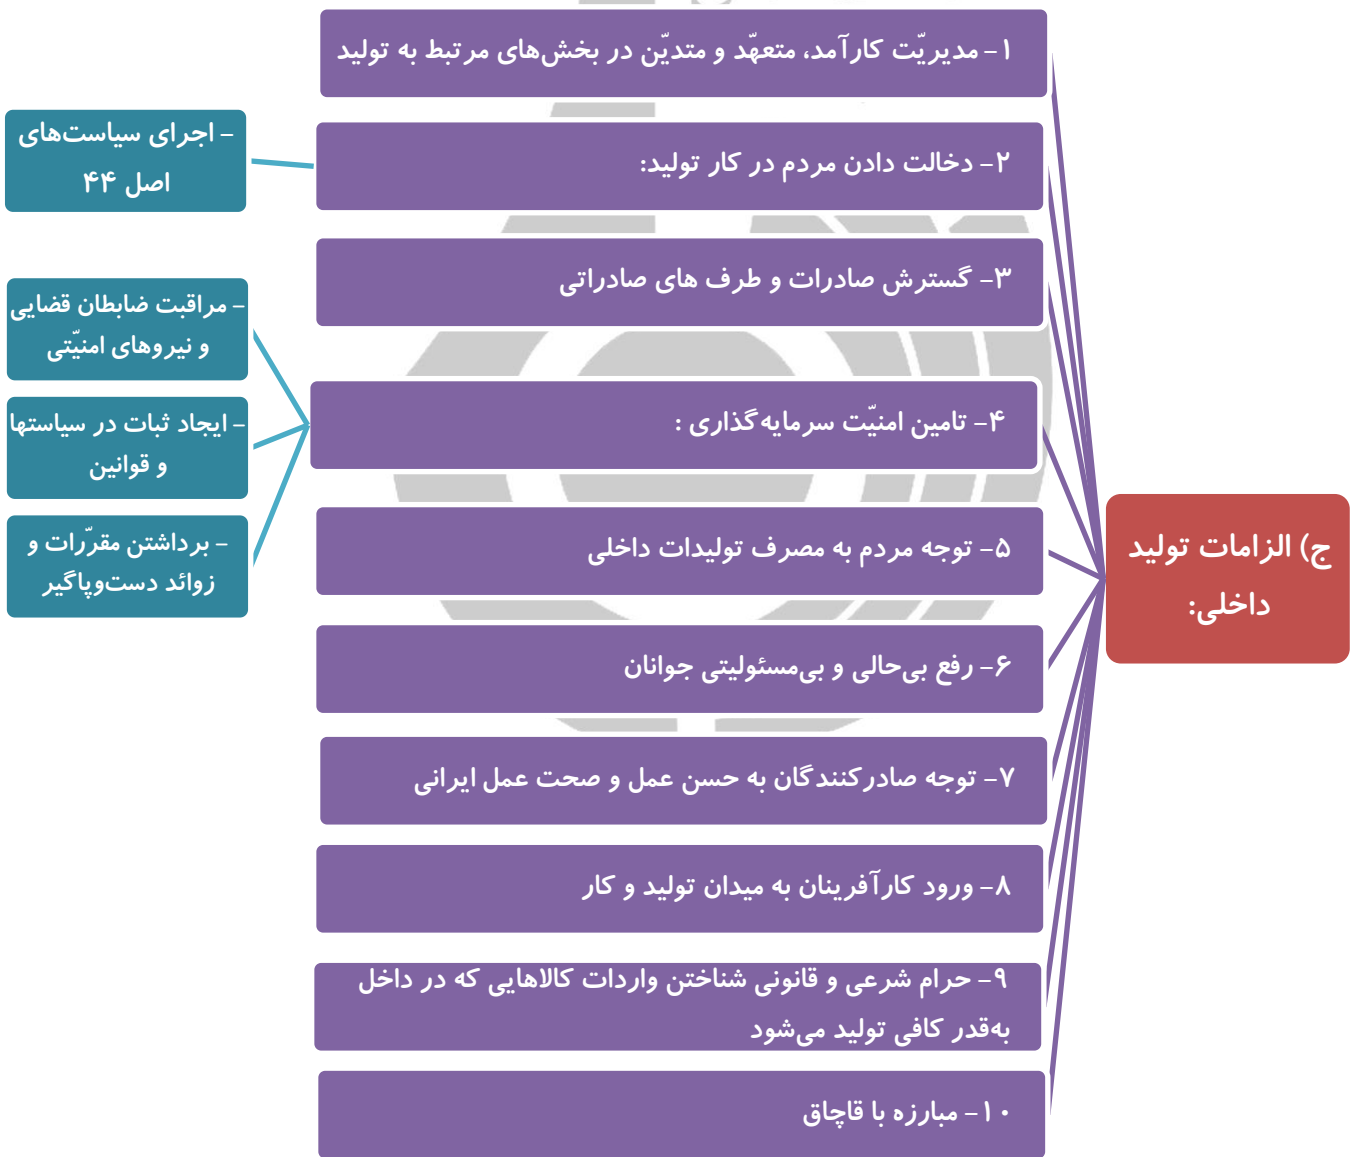 ج) الزامات تولید
داخلی:
۱- مدیریّت کارآمد، متعهّد و متدیّن در بخش‌های مرتبط به تولید
۲- دخالت دادن مردم در کار تولید:
- اجرای سیاست‌های
اصل ۴۴
۳- گسترش صادرات و طرف های صادراتی
۴- تامین امنیّت سرمایه‌گذاری :
- مراقبت ضابطان قضایی
و نیروهای امنیّتی
- ایجاد ثبات در سیاستها
و قوانین
- برداشتن مقرّرات و
زوائد دست‌وپاگیر
۵- توجه مردم به مصرف تولیدات داخلی
۶- رفع بی‌حالی و بی‌مسئولیتی جوانان
۷- توجه صادرکنندگان به حسن عمل و صحت عمل ایرانی
۸- ورود کارآفرینان به میدان تولید و کار
۹- حرام شرعی و قانونی شناختن واردات کالاهایی که در داخل
به‌قدر کافی تولید می‌شود
۱۰- مبارزه با قاچاق